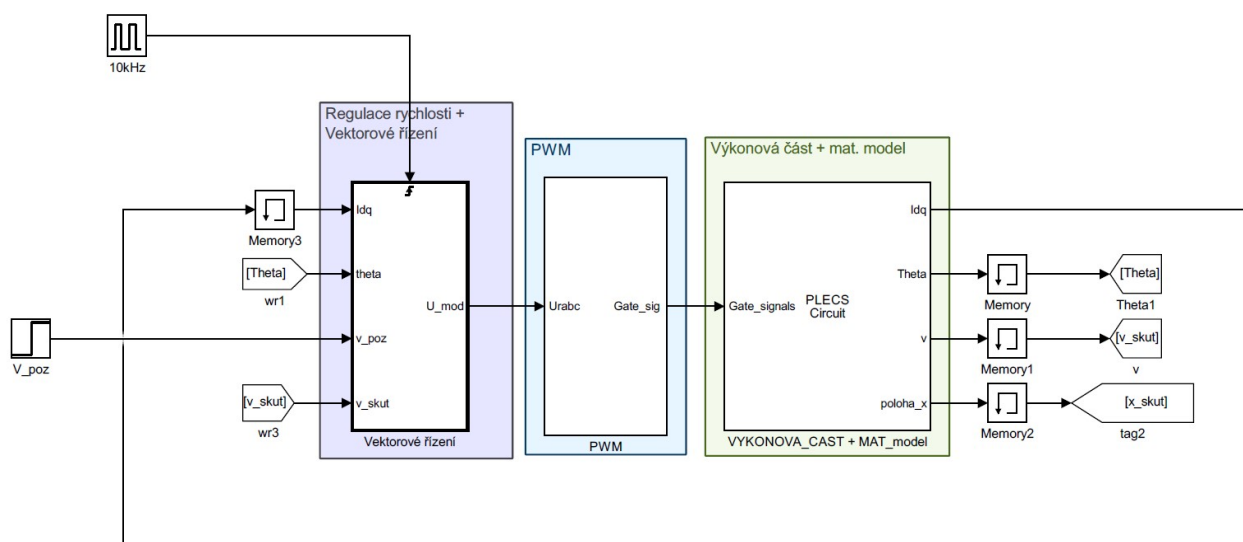 10kHz
Regulace rychlosti +
Vektorové řízení
PWM
Výkonová část + mat. model
Idq
Idq
Memory3
[Theta]
theta
Theta
[Theta]
wr1
Memory
Theta1
U_mod
Urabc
Gate_sig
Gate_signals
PLECS
Circuit
V_poz
v_poz
v
[v_skut]
Memory1
v
[v_skut]
v_skut
poloha_x
[x_skut]
wr3
Memory2
tag2
Vektorové řízení
PWM
VYKONOVA_CAST + MAT_model